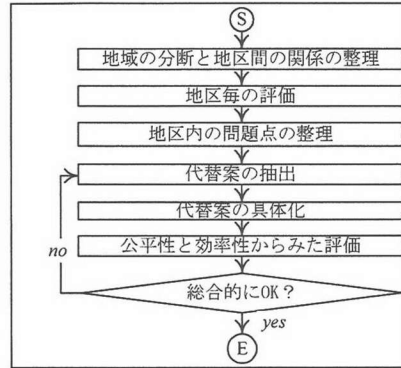 S
地域の分断と地区間の関係の整理
地区毎の評価
地区内の問題点の整理
代替案の抽出
代替案の具体化
no
公平性と効率性からみた評価
総合的にOK?
yes
E